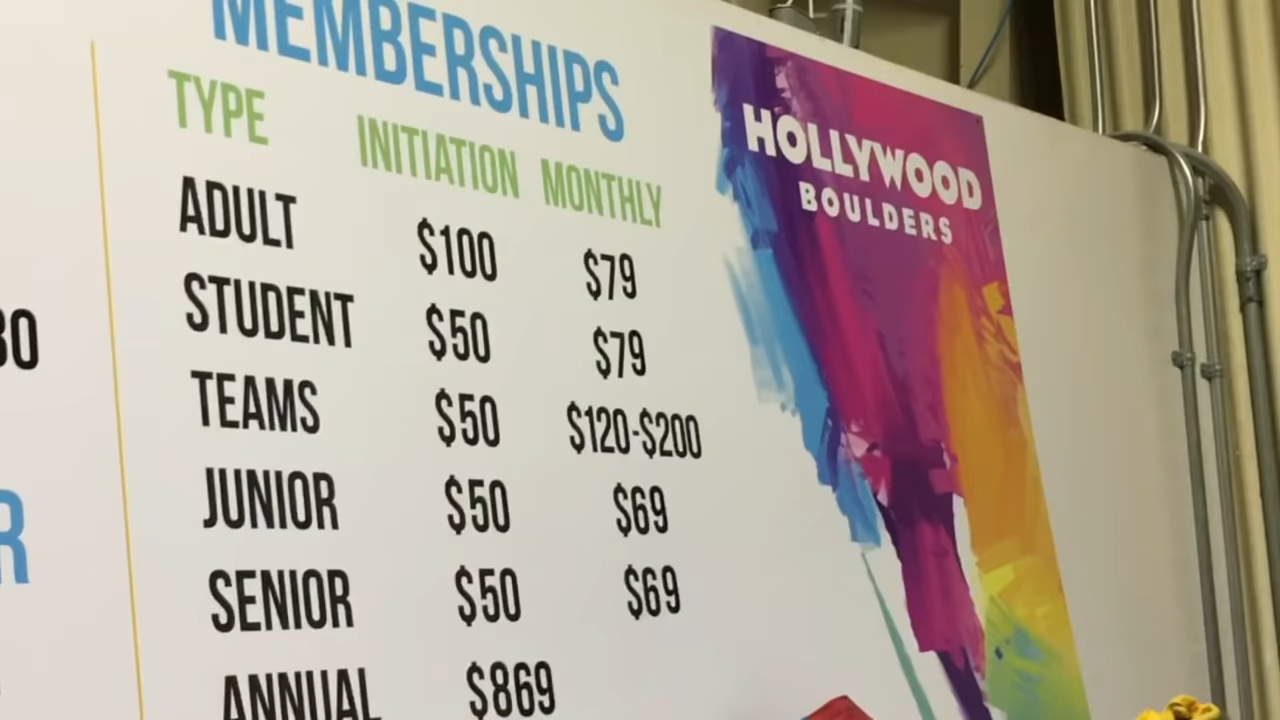 MEMBERSHIPS
TYPE INITIATION MONTHLY
ADULT $100 $79
STUDENT $50 $79
TEAMS $50 $120-$200
JUNIOR $50 $69
SENIOR $50 $69
ANNUAL $869
HOLLYWOOD
BOULDERS